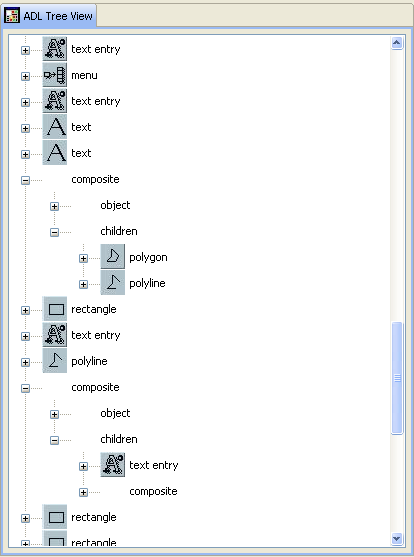 ADL Tree View
text entry
menu
text entry
text
text
composite
object
children
polygon
polyline
rectangle
text entry
polyline
composite
object
children
text entry
composite
rectangle
rectangle